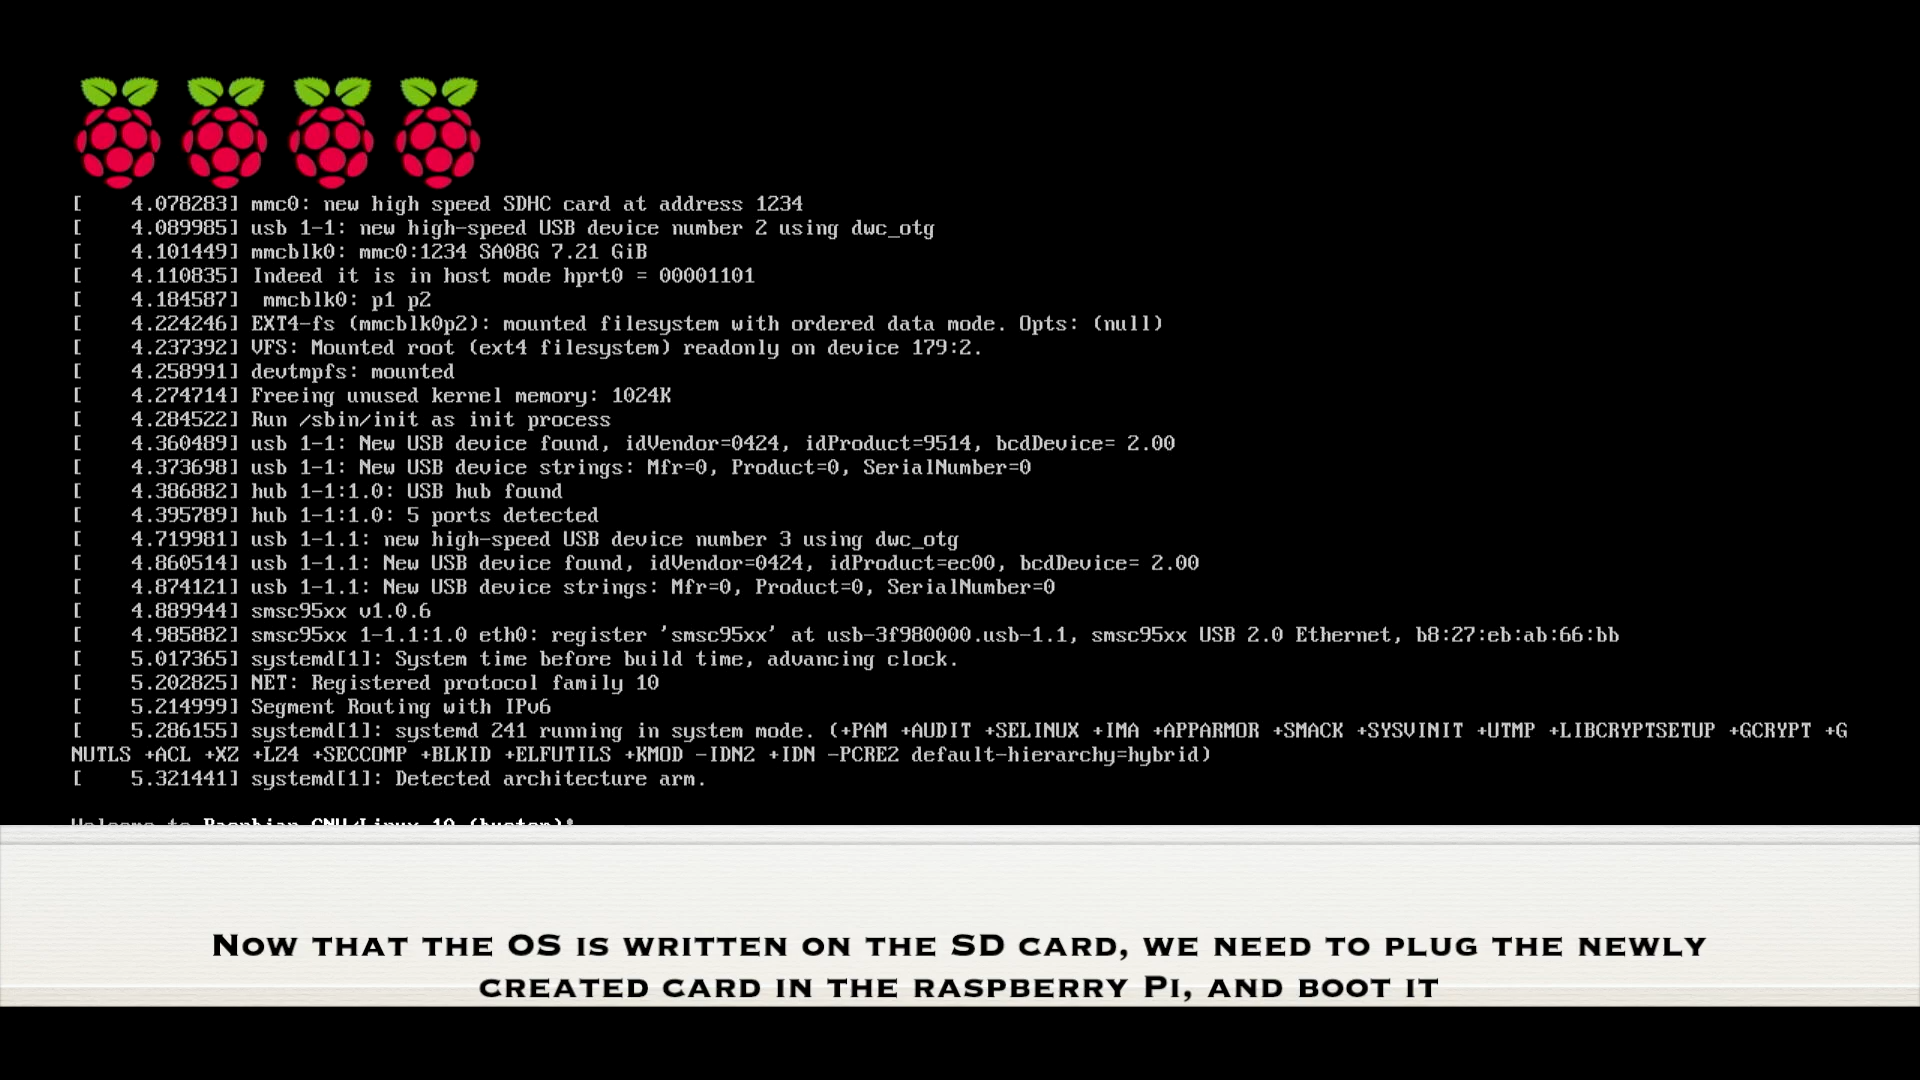 [    4.078283] mmc0: new high speed SDHC card at address 1234
[    4.089985] usb 1-1: new high-speed USB device number 2 using dwc_otg
[    4.101449] mmcblk0: mmc0:1234 SA08G 7.21 GiB
[    4.110835] Indeed it is in host mode hprt0 = 00001101
[    4.184587]  mmcblk0: p1 p2
[    4.224246] EXT4-fs (mmcblk0p2): mounted filesystem with ordered data mode. Opts: (null)
[    4.237392] VFS: Mounted root (ext4 filesystem) readonly on device 179:2.
[    4.258991] devtmpfs: mounted
[    4.274714] Freeing unused kernel memory: 1024K
[    4.284522] Run /sbin/init as init process
[    4.360489] usb 1-1: New USB device found, idVendor=0424, idProduct=9514, bcdDevice= 2.00
[    4.373698] usb 1-1: New USB device strings: Mfr=0, Product=0, SerialNumber=0
[    4.386882] hub 1-1:1.0: USB hub found
[    4.395789] hub 1-1:1.0: 5 ports detected
[    4.719981] usb 1-1.1: new high-speed USB device number 3 using dwc_otg
[    4.860514] usb 1-1.1: New USB device found, idVendor=0424, idProduct=ec00, bcdDevice= 2.00
[    4.874121] usb 1-1.1: New USB device strings: Mfr=0, Product=0, SerialNumber=0
[    4.889944] smsc95xx v1.0.6
[    4.985882] smsc95xx 1-1.1:1.0 eth0: register 'smsc95xx' at usb-3f980000.usb-1.1, smsc95xx USB 2.0 Ethernet, b8:27:eb:ab:66:bb
[    5.017365] systemd[1]: System time before build time, advancing clock.
[    5.202825] NET: Registered protocol family 10
[    5.214999] Segment Routing with IPv6
[    5.286155] systemd[1]: systemd 241 running in system mode. (+PAM +AUDIT +SELINUX +IMA +APPARMOR +SMACK +SYSVINIT +UTMP +LIBCRYPTSETUP +GCRYPT +G
NUTLS +ACL +XZ +LZ4 +SECCOMP +BLKID +ELFUTILS +KMOD -IDN2 +IDN -PCRE2 default-hierarchy=hybrid)
[    5.321441] systemd[1]: Detected architecture arm.
Welcome to Raspbian GNU/Linux 10 (buster)!
Now that the OS is written on the SD card, we need to plug the newly
created card in the raspberry Pi, and boot it